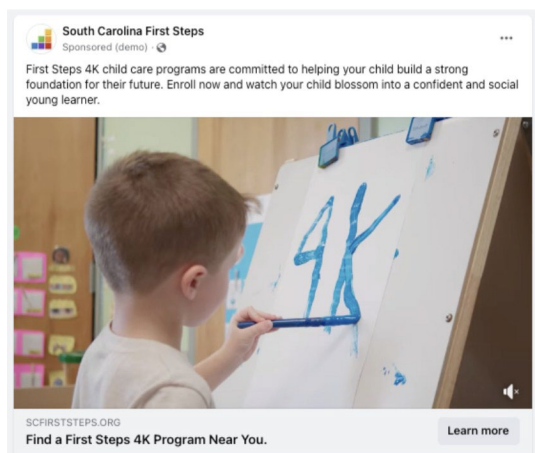 South Carolina First Steps
Sponsored (demo) ·
First Steps 4K child care programs are committed to helping your child build a strong
foundation for their future. Enroll now and watch your child blossom into a confident and social
young learner.
4K
SCFIRSTSTEPS.ORG
Find a First Steps 4K Program Near You.
Learn more